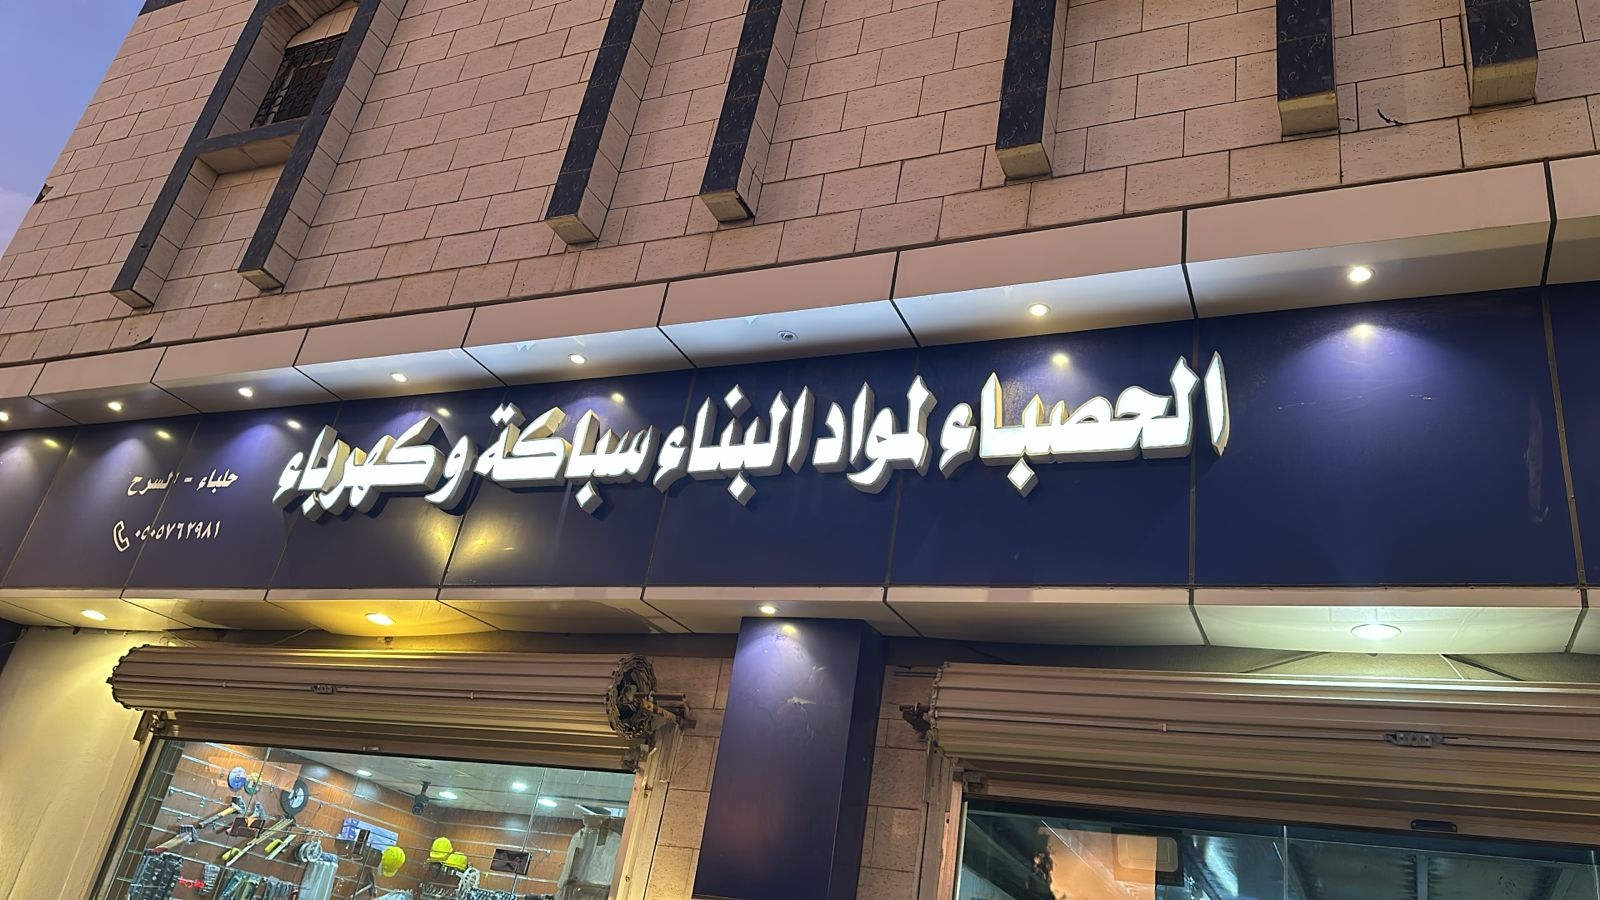 الحصباء لمواد البناء سباكة وكهرباء
حلباء - السرح
٠٥٠٥٧٦٢٩٨١